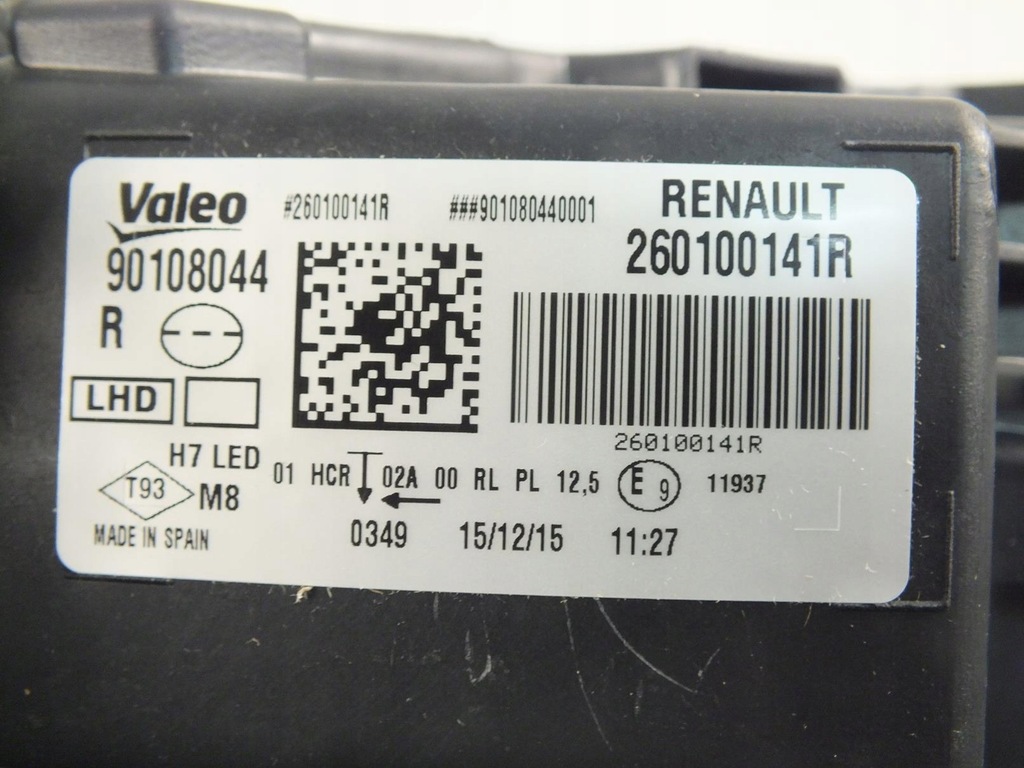 Valeo #260100141R ###901080440001 RENAULT
90108044 260100141R
R
LHD
260100141R
H7 LED 01 HCR 02A 00 RL PL 12,5 E 9 11937
T93 M8
MADE IN SPAIN 0349 15/12/15 11:27